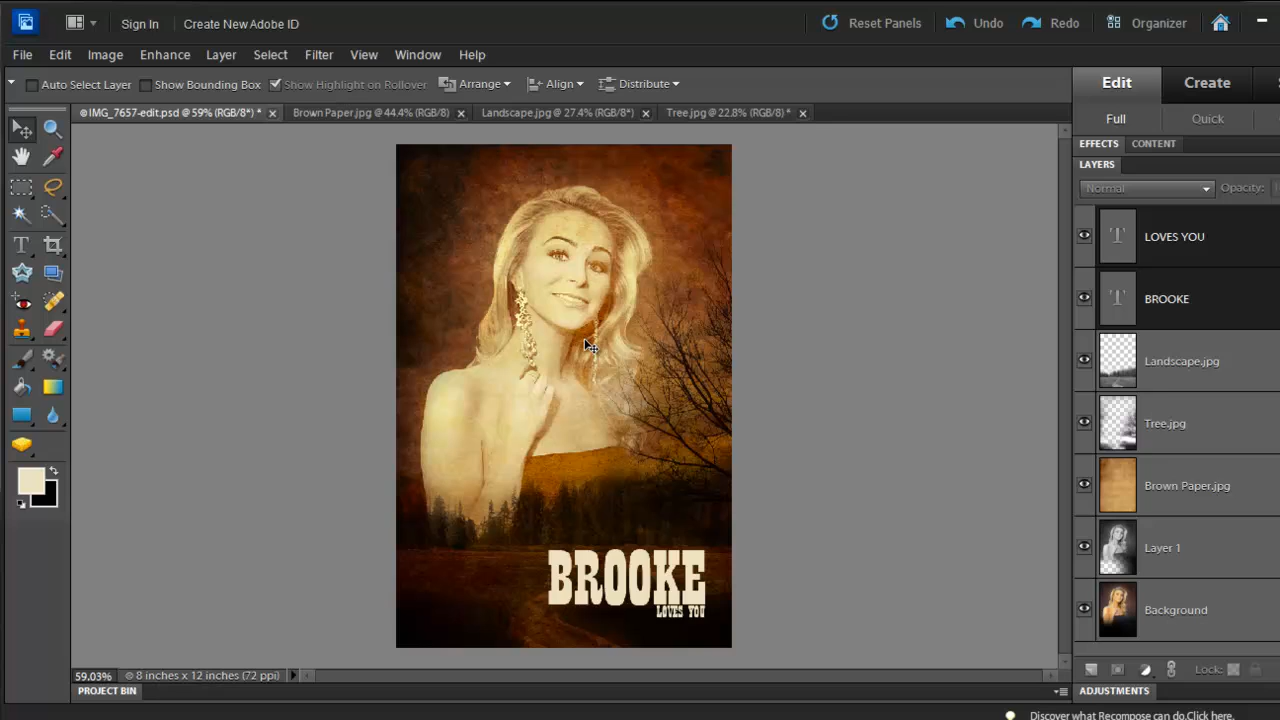 Sign In Create New Adobe ID Reset Panels Undo Redo Organizer
File Edit Image Enhance Layer Select Filter View Window Help
Auto Select Layer Show Bounding Box Show Highlight on Rollover Arrange Align Distribute
Edit Create
IMG_7657-edit.psd @ 59% (RGB/8*) * Brown Paper.jpg @ 44.4% (RGB/8) Landscape.jpg @ 27.4% (RGB/8*) Tree.jpg @ 22.8% (RGB/8) *
Full Quick
EFFECTS CONTENT
LAYERS
Normal Opacity:
LOVES YOU
BROOKE
Landscape.jpg
Tree.jpg
Brown Paper.jpg
Layer 1
Background
BROOKE
LOVES YOU
59.03% 8 inches x 12 inches (72 ppi) Lock:
PROJECT BIN ADJUSTMENTS
Discover what Recompose can do.Click here.